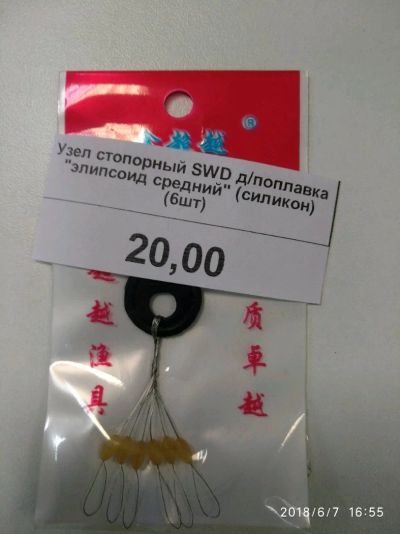 ®
Узел стопорный SWD д/поплавка
"элипсоид средний" (силикон)
(6шт)
20,00
越
越
渔
具
质
卓
越
2018/6/7 16:55